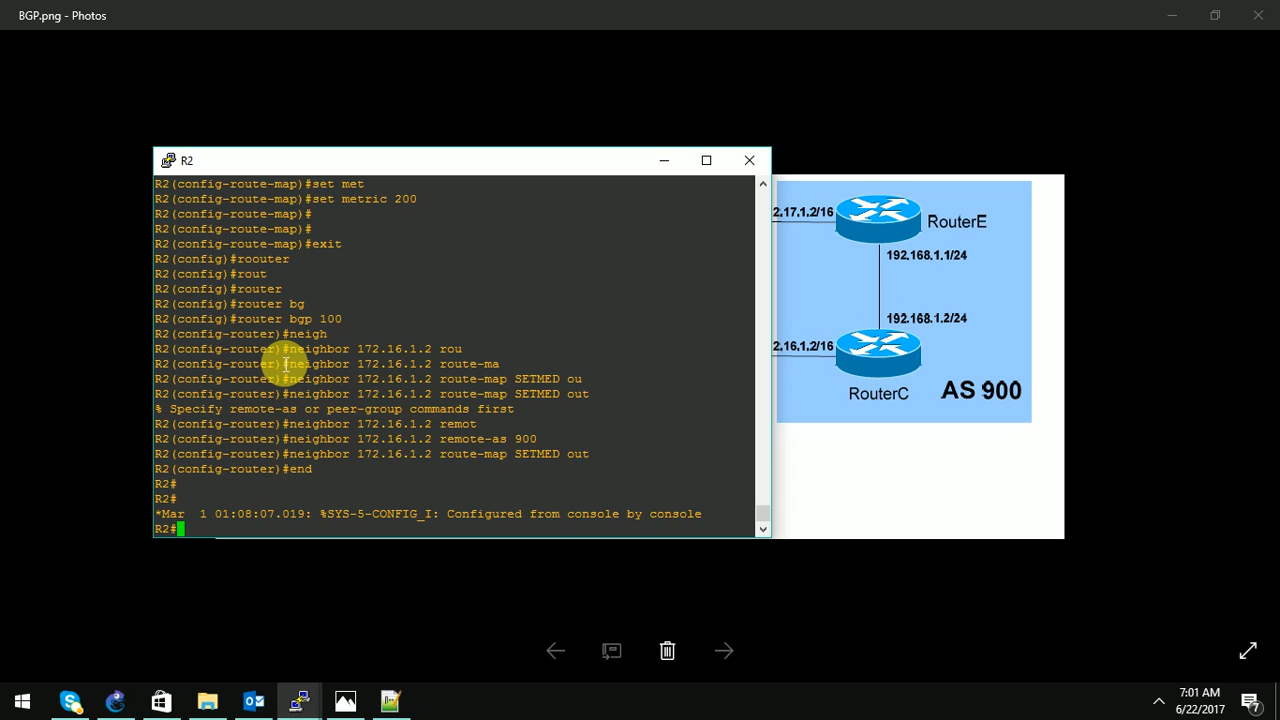 BGP.png - Photos
R2
R2(config-route-map)#set met
R2(config-route-map)#set metric 200
R2(config-route-map)#
R2(config-route-map)#
R2(config-route-map)#exit
R2(config)#roouter
R2(config)#rout
R2(config)#router
R2(config)#router bg
R2(config)#router bgp 100
R2(config-router)#neigh
R2(config-router)#neighbor 172.16.1.2 rou
R2(config-router)#neighbor 172.16.1.2 route-ma
R2(config-router)#neighbor 172.16.1.2 route-map SETMED ou
R2(config-router)#neighbor 172.16.1.2 route-map SETMED out
% Specify remote-as or peer-group commands first
R2(config-router)#neighbor 172.16.1.2 remot
R2(config-router)#neighbor 172.16.1.2 remote-as 900
R2(config-router)#neighbor 172.16.1.2 route-map SETMED out
R2(config-router)#end
R2#
R2#
*Mar  1 01:08:07.019: %SYS-5-CONFIG_I: Configured from console by console
R2#
2.17.1.2/16
RouterE
192.168.1.1/24
192.168.1.2/24
2.16.1.2/16
RouterC
AS 900
7:01 AM
6/22/2017
7